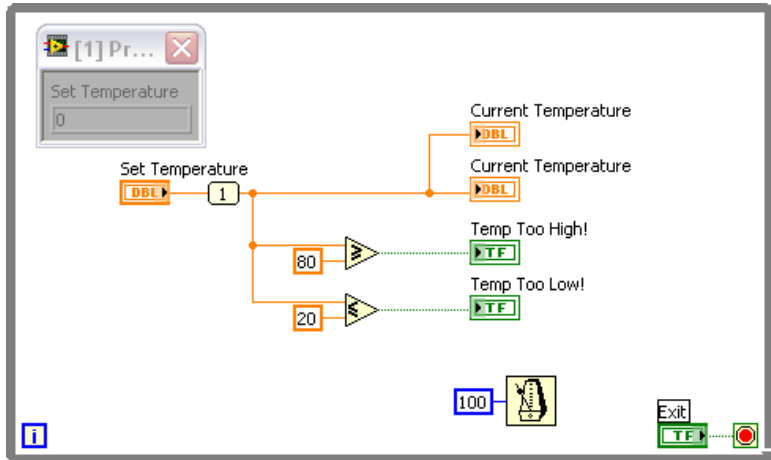 [1] Pr...
Set Temperature
0
Current Temperature
DBL
Set Temperature
DBL
1
Current Temperature
DBL
Temp Too High!
80
TF
Temp Too Low!
20
TF
100
Exit
i
TF